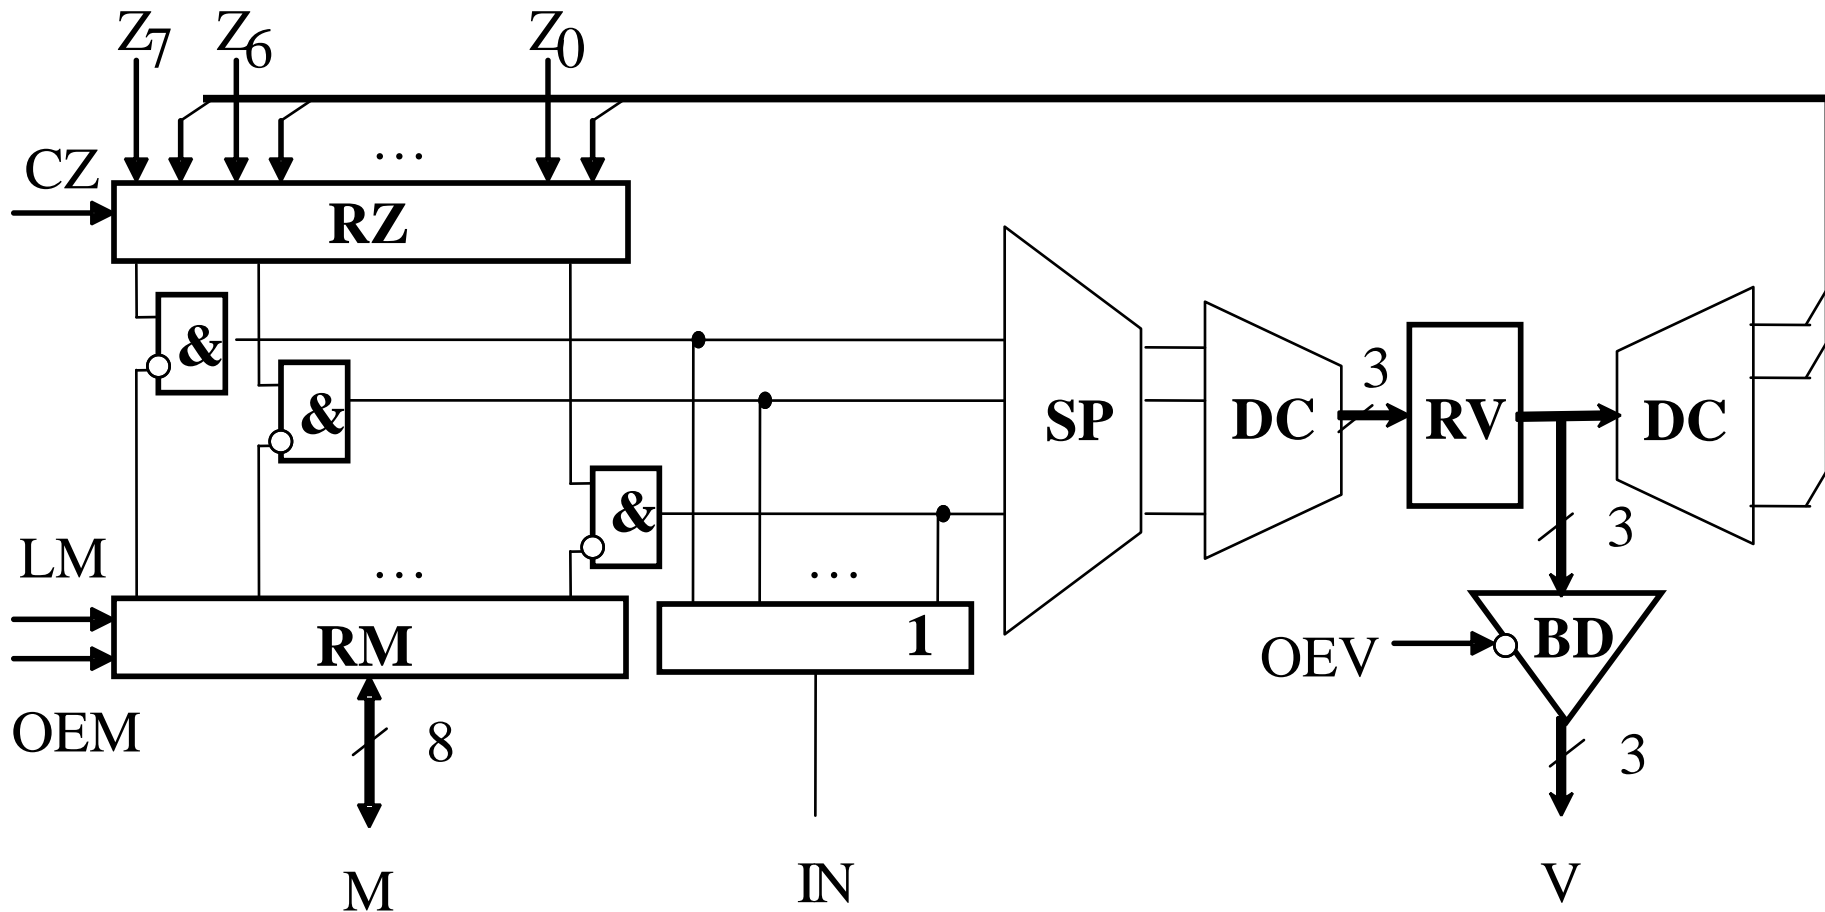 Z7 Z6 Z0
CZ
...
RZ
&
&
&
SP
DC
3
RV
DC
LM
...
...
3
RM
1
BD
OEV
OEM
8
3
M
IN
V